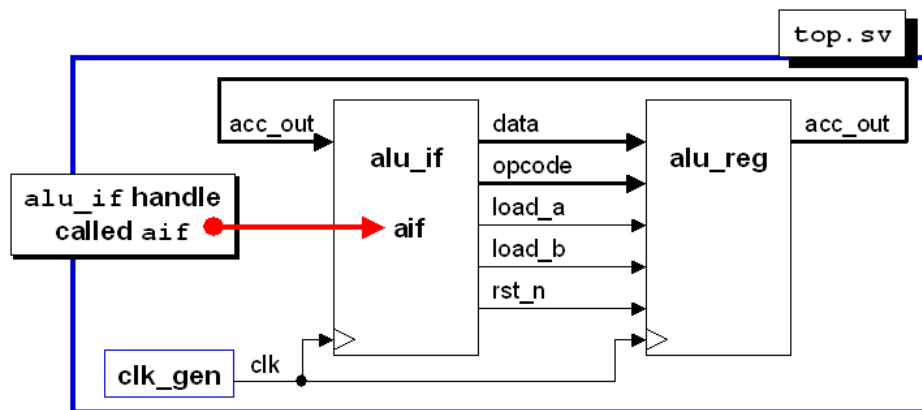 top.sv
acc_out
data
acc_out
alu_if
alu_reg
opcode
alu_if handle
called aif
load_a
aif
load_b
rst_n
clk
clk_gen